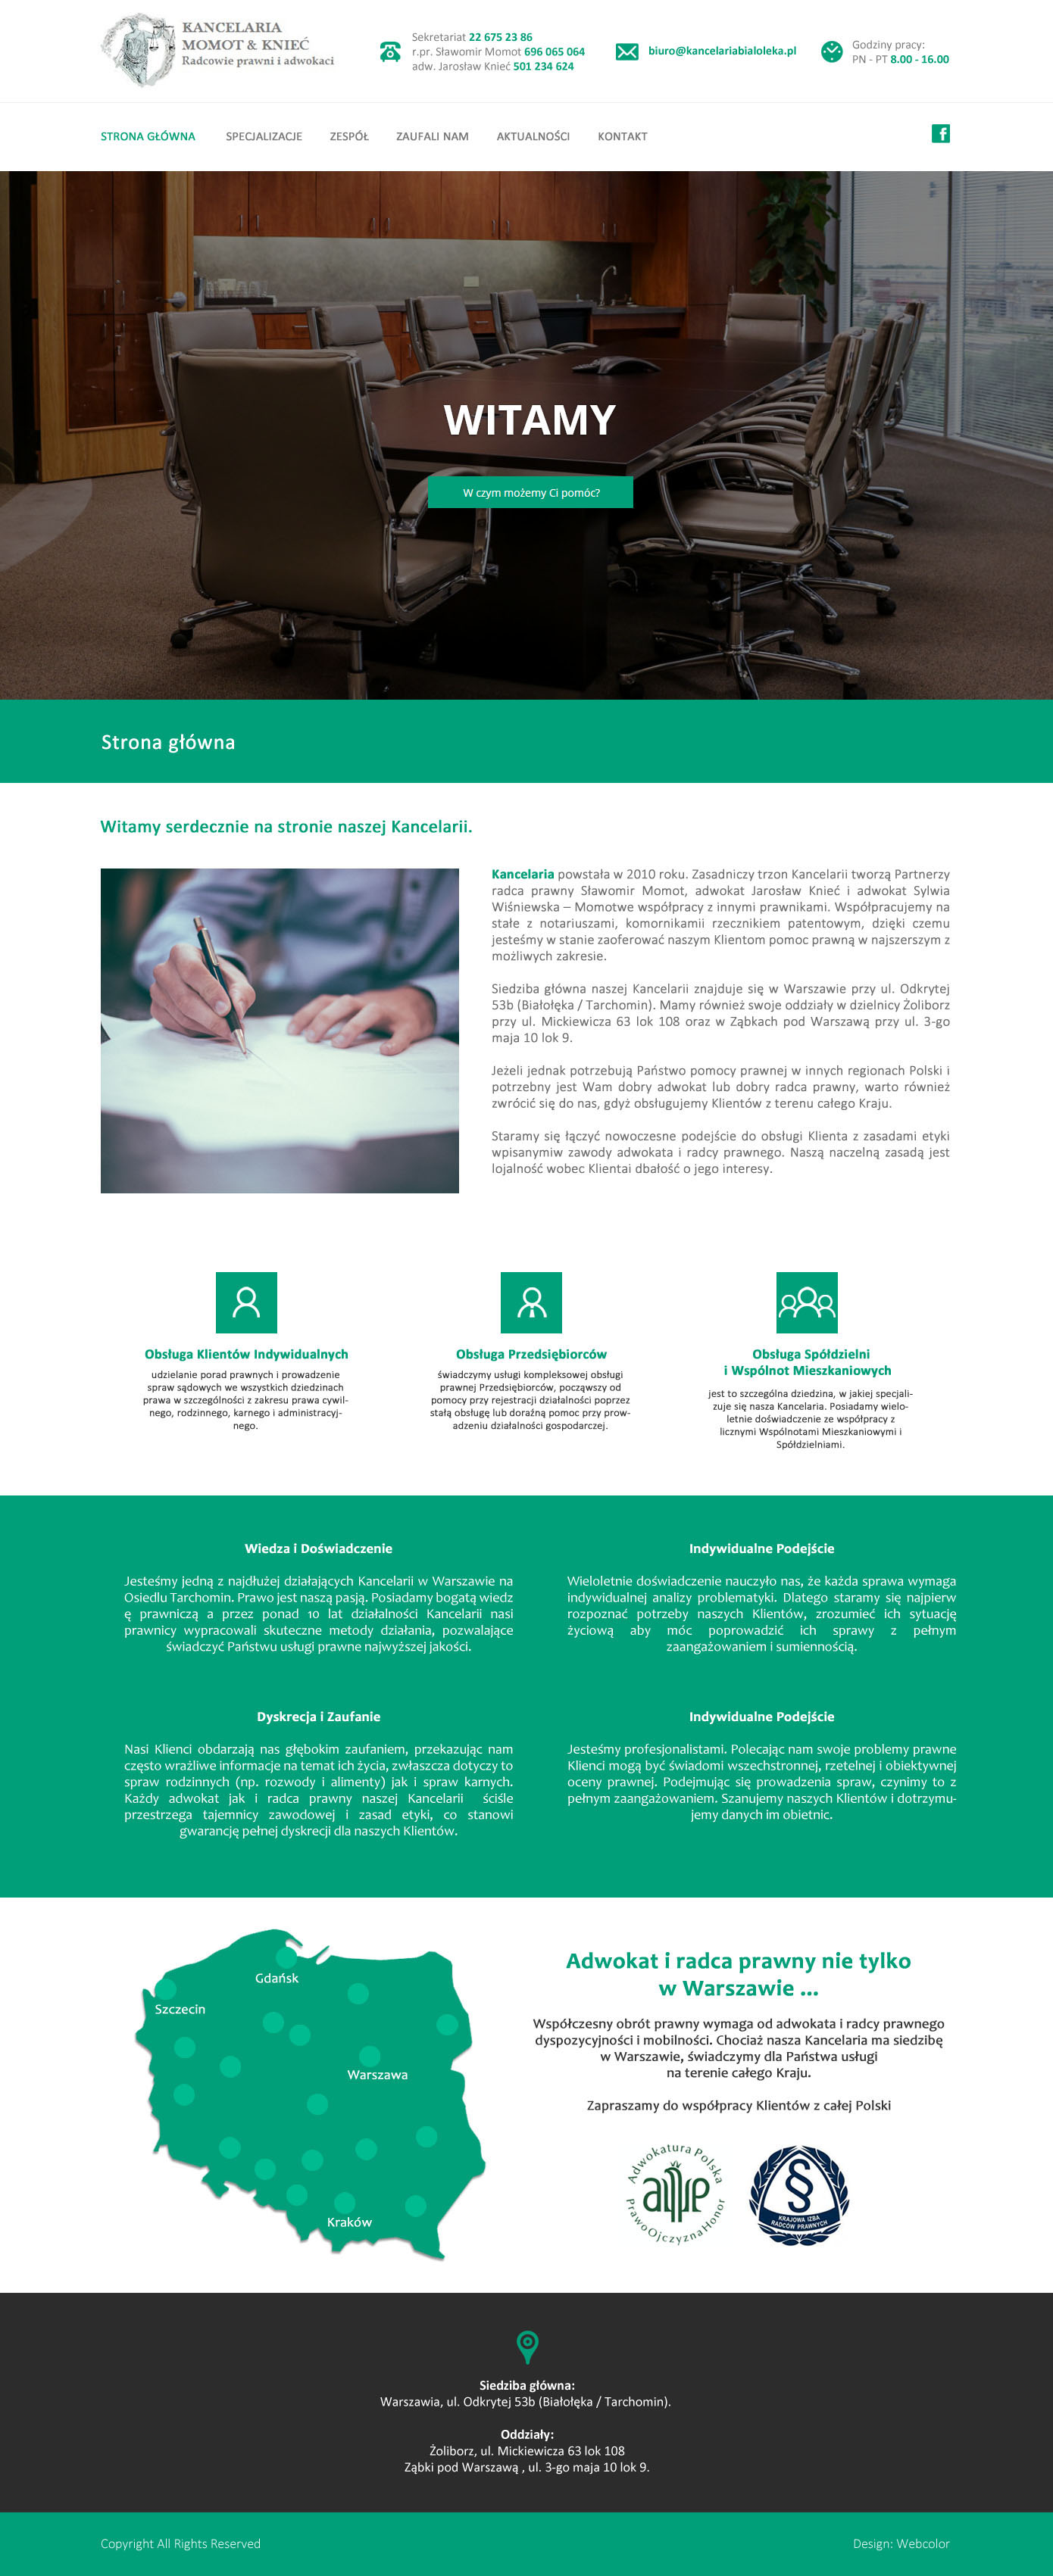 KANCELARIA
MOMOT & KNIEĆ
Radcowie prawni i adwokaci
Sekretariat 22 675 23 86
r.pr. Sławomir Momot 696 065 064
adw. Jarosław Knieć 501 234 624
biuro@kancelariabialoleka.pl
Godziny pracy:
PN - PT 8.00 - 16.00
STRONA GŁÓWNA SPECJALIZACJE ZESPÓŁ ZAUFALI NAM AKTUALNOŚCI KONTAKT
WITAMY
W czym możemy Ci pomóc?
Strona główna
Witamy serdecznie na stronie naszej Kancelarii.
Kancelaria powstała w 2010 roku. Zasadniczy trzon Kancelarii tworzą Partnerzy
radca prawny Sławomir Momot, adwokat Jarosław Knieć i adwokat Sylwia
Wiśniewska – Momotwe współpracy z innymi prawnikami. Współpracujemy na
stałe z notariuszami, komornikamii rzecznikiem patentowym, dzięki czemu
jesteśmy w stanie zaoferować naszym Klientom pomoc prawną w najszerszym z
możliwych zakresie.
Siedziba główna naszej Kancelarii znajduje się w Warszawie przy ul. Odkrytej
53b (Białołęka / Tarchomin). Mamy również swoje oddziały w dzielnicy Żoliborz
przy ul. Mickiewicza 63 lok 108 oraz w Ząbkach pod Warszawą przy ul. 3-go
maja 10 lok 9.
Jeżeli jednak potrzebują Państwo pomocy prawnej w innych regionach Polski i
potrzebny jest Wam dobry adwokat lub dobry radca prawny, warto również
zwrócić się do nas, gdyż obsługujemy Klientów z terenu całego Kraju.
Staramy się łączyć nowoczesne podejście do obsługi Klienta z zasadami etyki
wpisanymiw zawody adwokata i radcy prawnego. Naszą naczelną zasadą jest
lojalność wobec Klientai dbałość o jego interesy.
Obsługa Klientów Indywidualnych
udzielanie porad prawnych i prowadzenie
spraw sądowych we wszystkich dziedzinach
prawa w szczególności z zakresu prawa cywil-
nego, rodzinnego, karnego i administracyj-
nego.
Obsługa Przedsiębiorców
świadczymy usługi kompleksowej obsługi
prawnej Przedsiębiorców, począwszy od
pomocy przy rejestracji działalności poprzez
stałą obsługę lub doraźną pomoc przy prow-
adzeniu działalności gospodarczej.
Obsługa Spółdzielni
i Wspólnot Mieszkaniowych
jest to szczególna dziedzina, w jakiej specjali-
zuje się nasza Kancelaria. Posiadamy wielo-
letnie doświadczenie ze współpracy z
licznymi Wspólnotami Mieszkaniowymi i
Spółdzielniami.
Wiedza i Doświadczenie
Jesteśmy jedną z najdłużej działających Kancelarii w Warszawie na
Osiedlu Tarchomin. Prawo jest naszą pasją. Posiadamy bogatą wiedz
ę prawniczą a przez ponad 10 lat działalności Kancelarii nasi
prawnicy wypracowali skuteczne metody działania, pozwalające
świadczyć Państwu usługi prawne najwyższej jakości.
Indywidualne Podejście
Wieloletnie doświadczenie nauczyło nas, że każda sprawa wymaga
indywidualnej analizy problematyki. Dlatego staramy się najpierw
rozpoznać potrzeby naszych Klientów, zrozumieć ich sytuację
życiową aby móc poprowadzić ich sprawy z pełnym
zaangażowaniem i sumiennością.
Dyskrecja i Zaufanie
Nasi Klienci obdarzają nas głębokim zaufaniem, przekazując nam
często wrażliwe informacje na temat ich życia, zwłaszcza dotyczy to
spraw rodzinnych (np. rozwody i alimenty) jak i spraw karnych.
Każdy adwokat jak i radca prawny naszej Kancelarii ściśle
przestrzega tajemnicy zawodowej i zasad etyki, co stanowi
gwarancję pełnej dyskrecji dla naszych Klientów.
Indywidualne Podejście
Jesteśmy profesjonalistami. Polecając nam swoje problemy prawne
Klienci mogą być świadomi wszechstronnej, rzetelnej i obiektywnej
oceny prawnej. Podejmując się prowadzenia spraw, czynimy to z
pełnym zaangażowaniem. Szanujemy naszych Klientów i dotrzymu-
jemy danych im obietnic.
Gdańsk
Szczecin
Warszawa
Kraków
Adwokat i radca prawny nie tylko
w Warszawie ...
Współczesny obrót prawny wymaga od adwokata i radcy prawnego
dyspozycyjności i mobilności. Chociaż nasza Kancelaria ma siedzibę
w Warszawie, świadczymy dla Państwa usługi
na terenie całego Kraju.
Zapraszamy do współpracy Klientów z całej Polski
Adwokatura Polska
Prawo Ojczyzna Honor
§
KRAJOWA IZBA
RADCÓW PRAWNYCH
Siedziba główna:
Warszawia, ul. Odkrytej 53b (Białołęka / Tarchomin).
Oddziały:
Żoliborz, ul. Mickiewicza 63 lok 108
Ząbki pod Warszawą , ul. 3-go maja 10 lok 9.
Copyright All Rights Reserved
Design: Webcolor